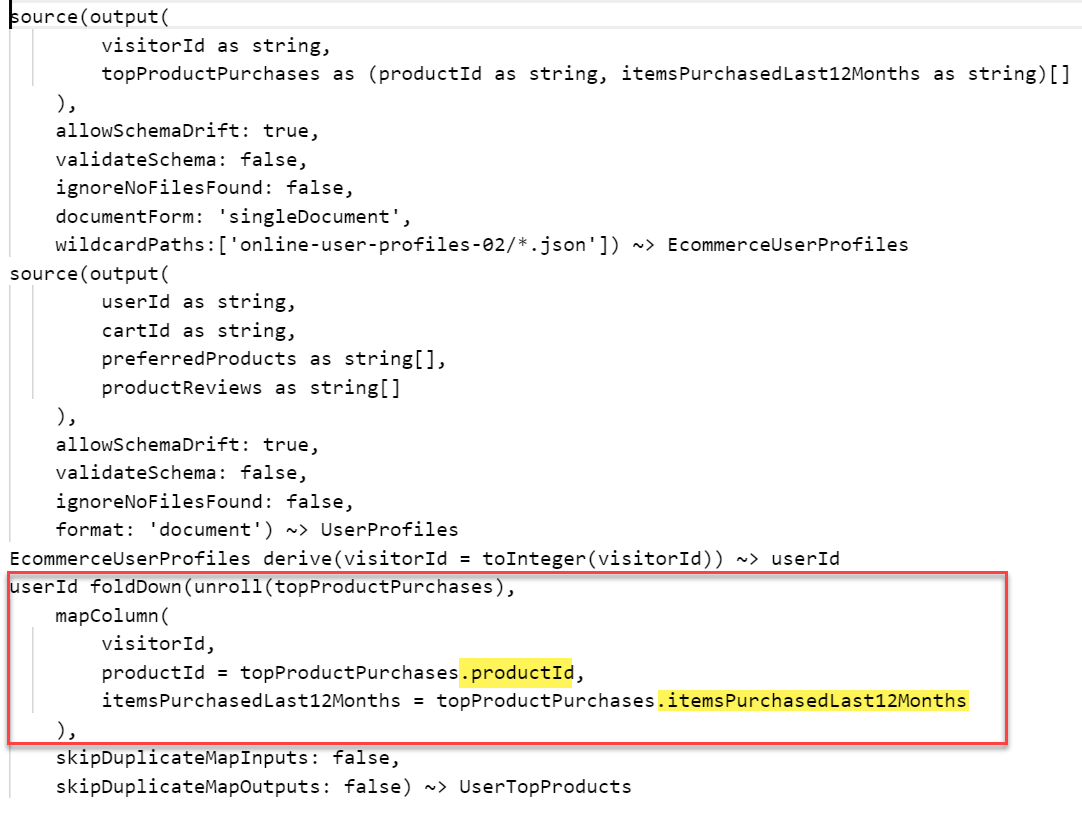 source(output(
visitorId as string,
topProductPurchases as (productId as string, itemsPurchasedLast12Months as string)[]
),
allowSchemaDrift: true,
validateSchema: false,
ignoreNoFilesFound: false,
documentForm: 'singleDocument',
wildcardPaths:['online-user-profiles-02/*.json']) ~> EcommerceUserProfiles
source(output(
userId as string,
cartId as string,
preferredProducts as string[],
productReviews as string[]
),
allowSchemaDrift: true,
validateSchema: false,
ignoreNoFilesFound: false,
format: 'document') ~> UserProfiles
EcommerceUserProfiles derive(visitorId = toInteger(visitorId)) ~> userId
userId foldDown(unroll(topProductPurchases),
mapColumn(
visitorId,
productId = topProductPurchases.productId,
itemsPurchasedLast12Months = topProductPurchases.itemsPurchasedLast12Months
),
skipDuplicateMapInputs: false,
skipDuplicateMapOutputs: false) ~> UserTopProducts